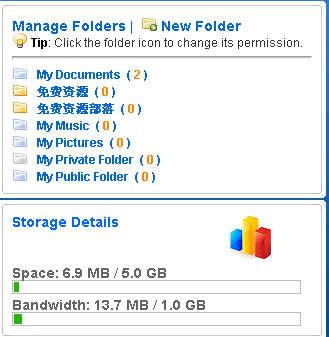 Manage Folders | New Folder
Tip: Click the folder icon to change its permission.
My Documents ( 2 )
免费资源 ( 0 )
免费资源部落 ( 0 )
My Music ( 0 )
My Pictures ( 0 )
My Private Folder ( 0 )
My Public Folder ( 0 )
Storage Details
Space: 6.9 MB / 5.0 GB
Bandwidth: 13.7 MB / 1.0 GB